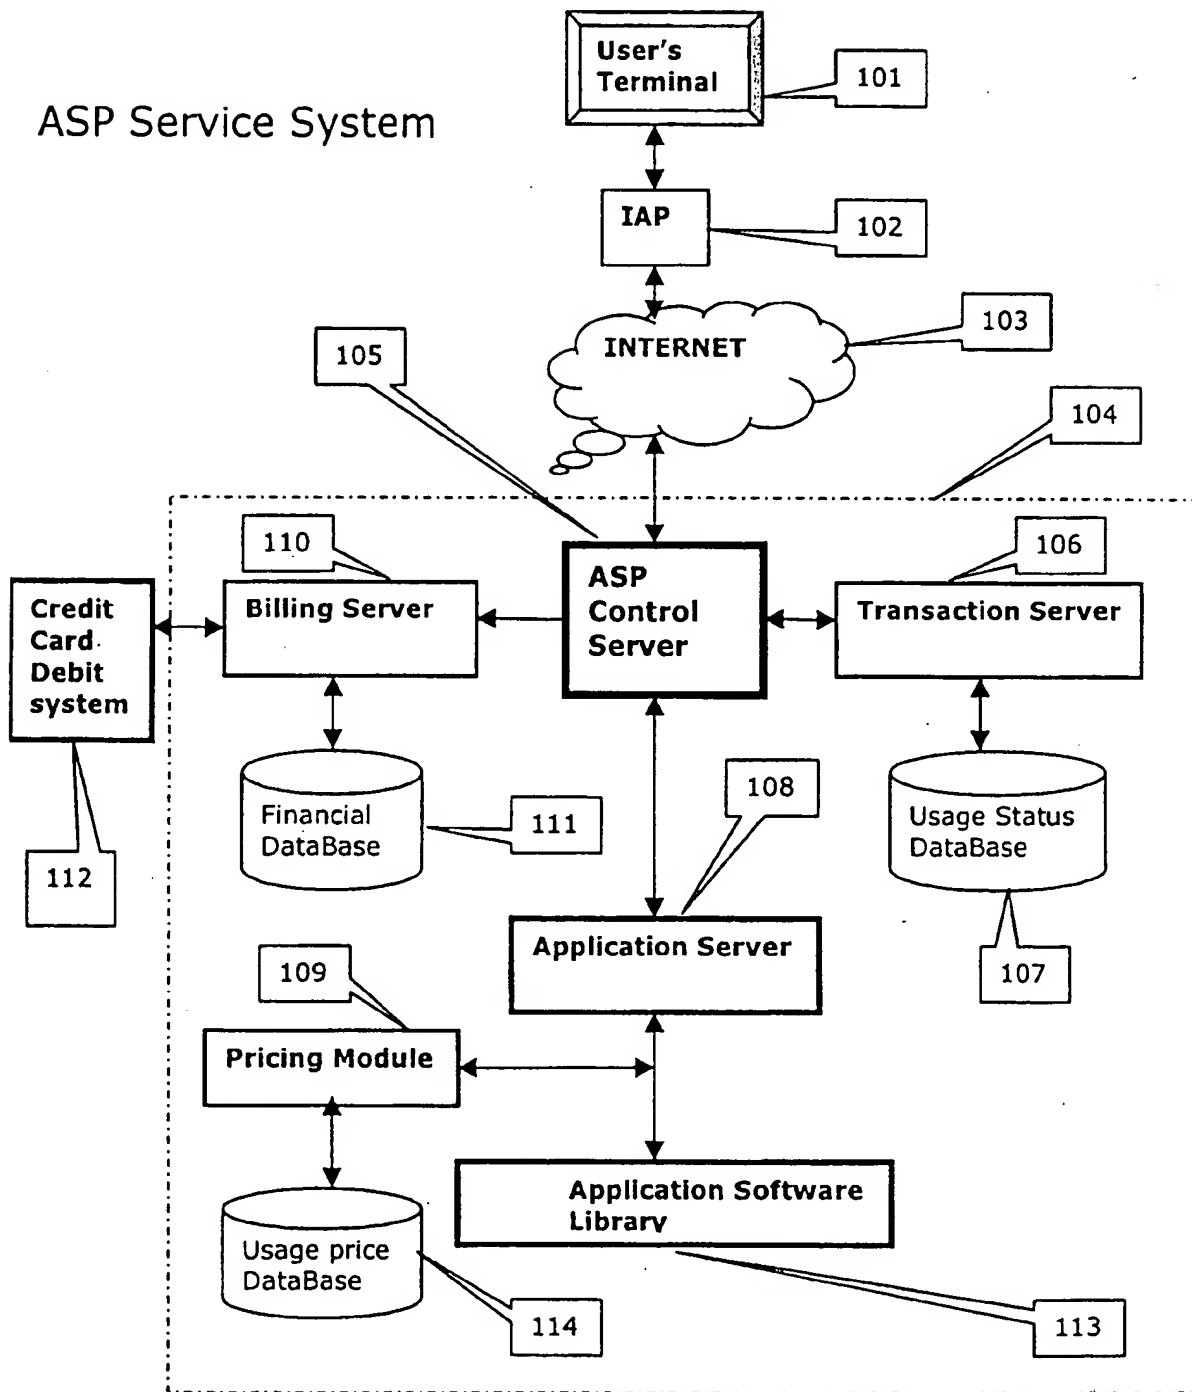 User's
Terminal
101
ASP Service System
IAP
102
INTERNET
103
105
104
110
106
ASP
Control
Server
Billing Server
Transaction Server
Credit
Card
Debit
system
108
Financial
DataBase
111
Usage Status
DataBase
112
Application Server
109
107
Pricing Module
Application Software
Library
Usage price
DataBase
114
113